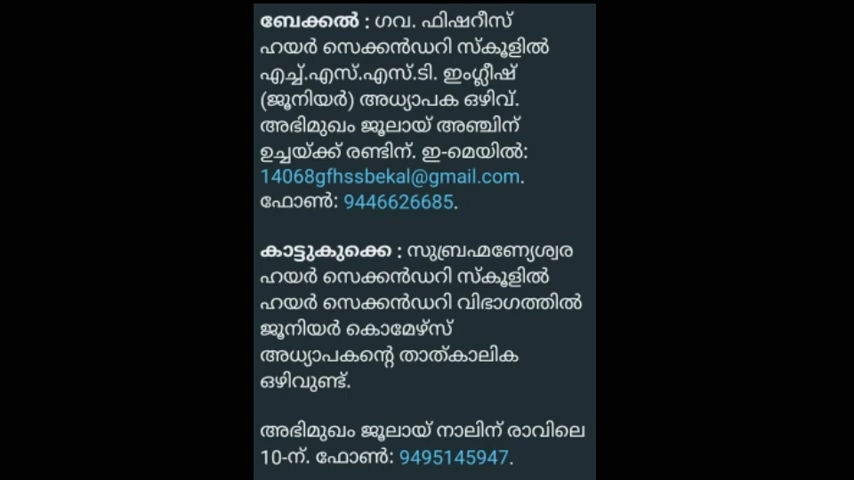 ബേക്കൽ : ഗവ. ഫിഷറീസ്
ഹയർ സെക്കൻഡറി സ്കൂളിൽ
എച്ച്.എസ്.എസ്.ടി. ഇംഗ്ലീഷ്
(ജൂനിയർ) അധ്യാപക ഒഴിവ്.
അഭിമുഖം ജൂലായ് അഞ്ചിന്
ഉച്ചയ്ക്ക് രണ്ടിന്. ഇ-മെയിൽ:
14068gfhssbekal@gmail.com.
ഫോൺ: 9446626685.
കാട്ടുകുക്കെ : സുബ്രഹ്മണ്യേശ്വര
ഹയർ സെക്കൻഡറി സ്കൂളിൽ
ഹയർ സെക്കൻഡറി വിഭാഗത്തിൽ
ജൂനിയർ കൊമേഴ്സ്
അധ്യാപകന്റെ താത്കാലിക
ഒഴിവുണ്ട്.
അഭിമുഖം ജൂലായ് നാലിന് രാവിലെ
10-ന്. ഫോൺ: 9495145947.